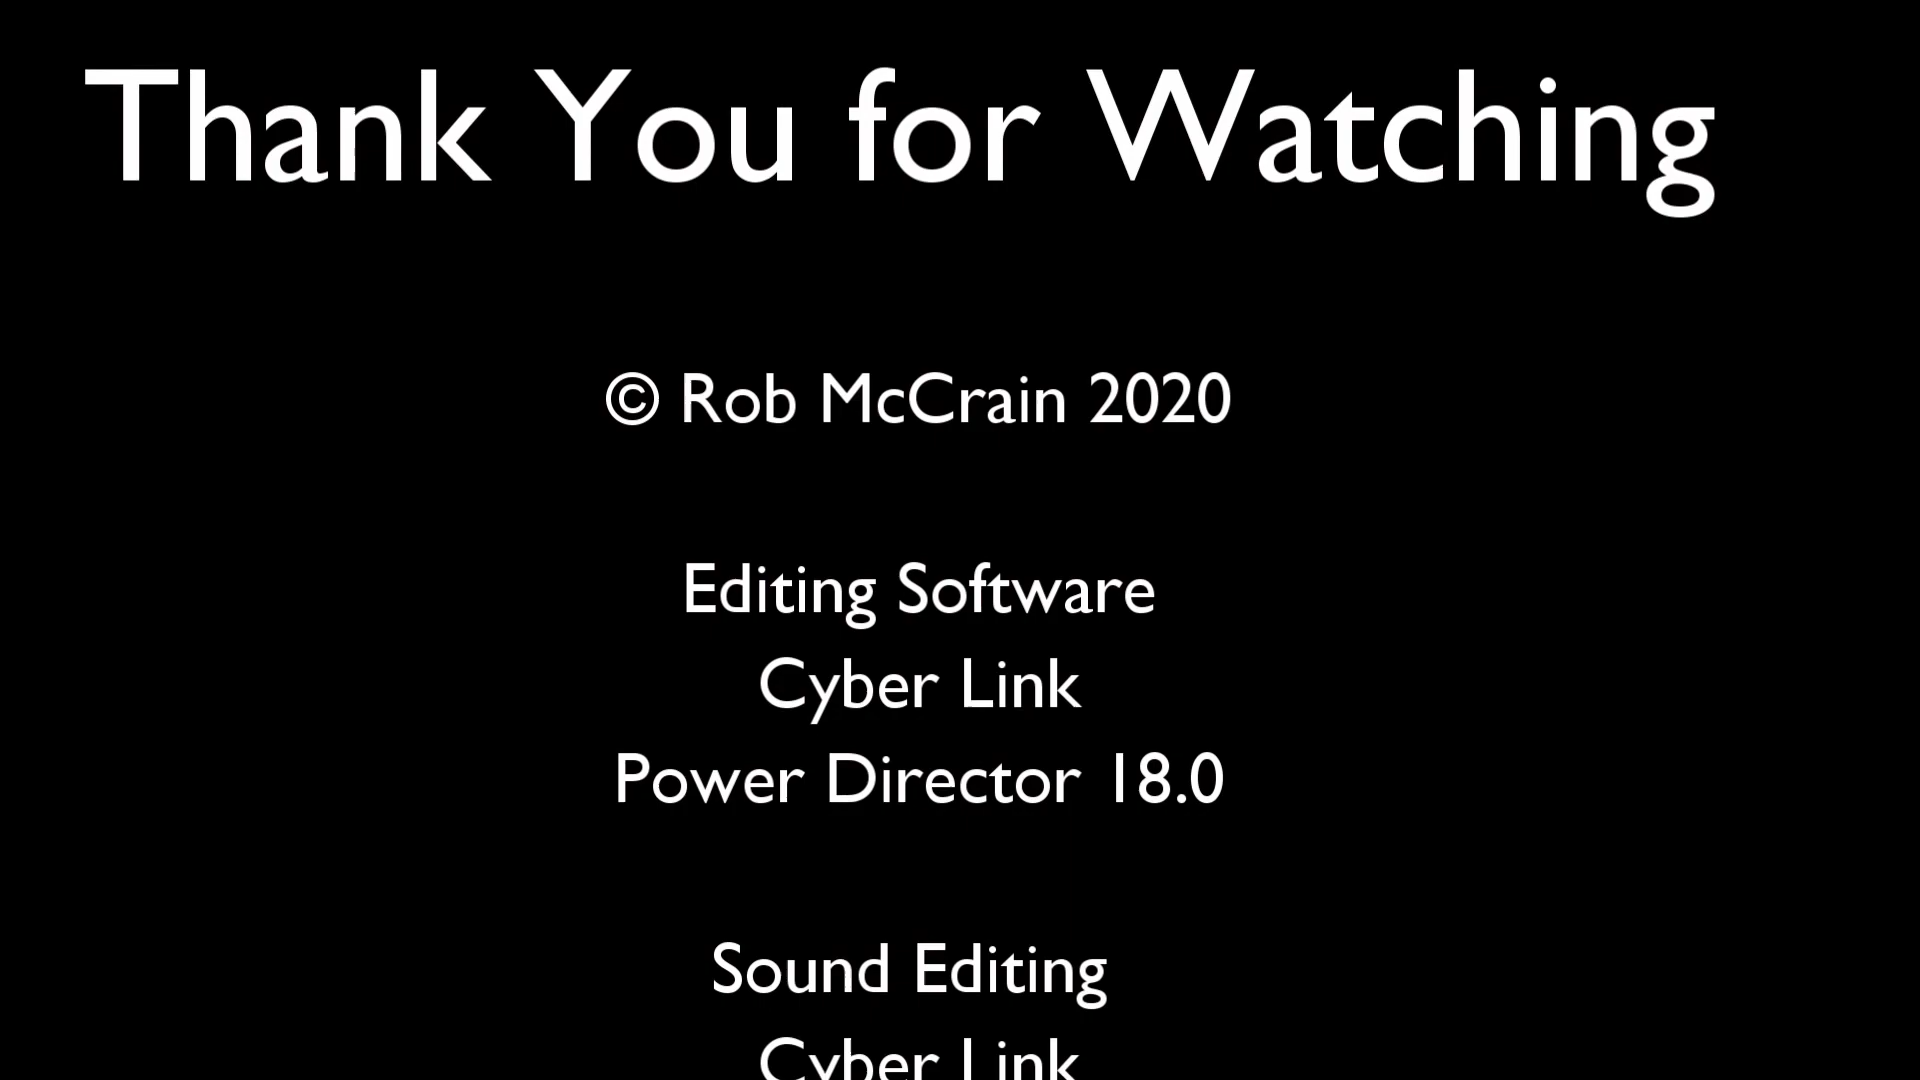 Thank You for Watching
© Rob McCrain 2020
Editing Software
Cyber Link
Power Director 18.0
Sound Editing
Cyber Link